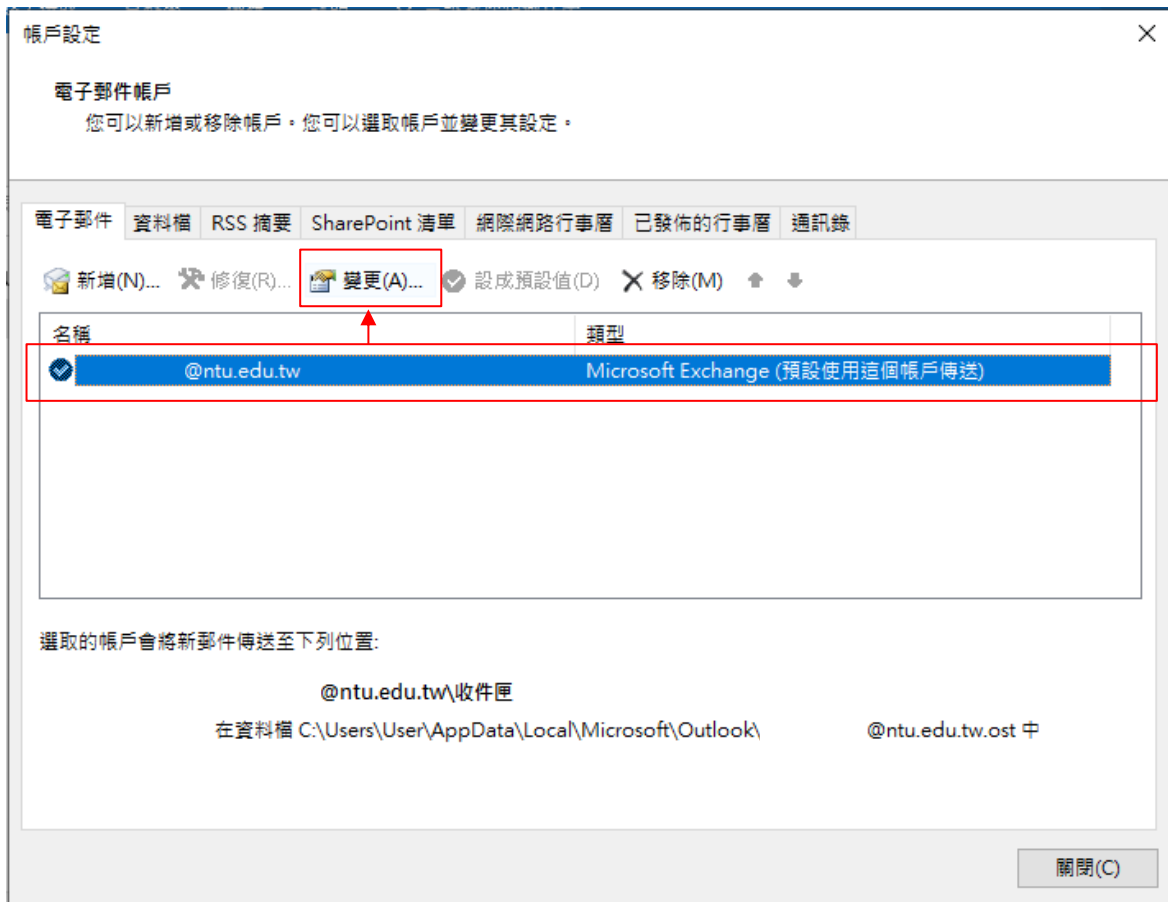 帳戶設定
電子郵件帳戶
您可以新增或移除帳戶。您可以選取帳戶並變更其設定。
電子郵件 資料檔 RSS 摘要 SharePoint 清單 網際網路行事曆 已發佈的行事曆 通訊錄
新增(N)... 修復(R)... 變更(A)... 設成預設值(D) 移除(M)
名稱 類型
@ntu.edu.tw Microsoft Exchange (預設使用這個帳戶傳送)
選取的帳戶會將新郵件傳送至下列位置:
@ntu.edu.tw\收件匣
在資料檔 C:\Users\User\AppData\Local\Microsoft\Outlook\ @ntu.edu.tw.ost 中
關閉(C)